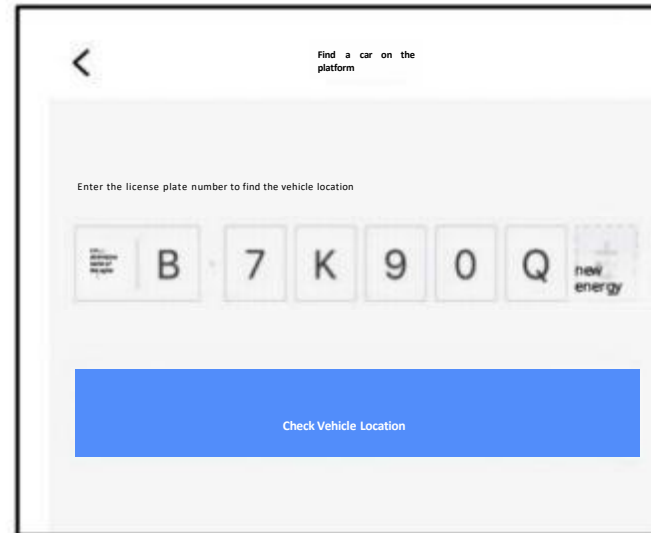 Find a car on the
platform
Enter the license plate number to find the vehicle location
B · 7 K 9 0 Q
new
energy
Check Vehicle Location